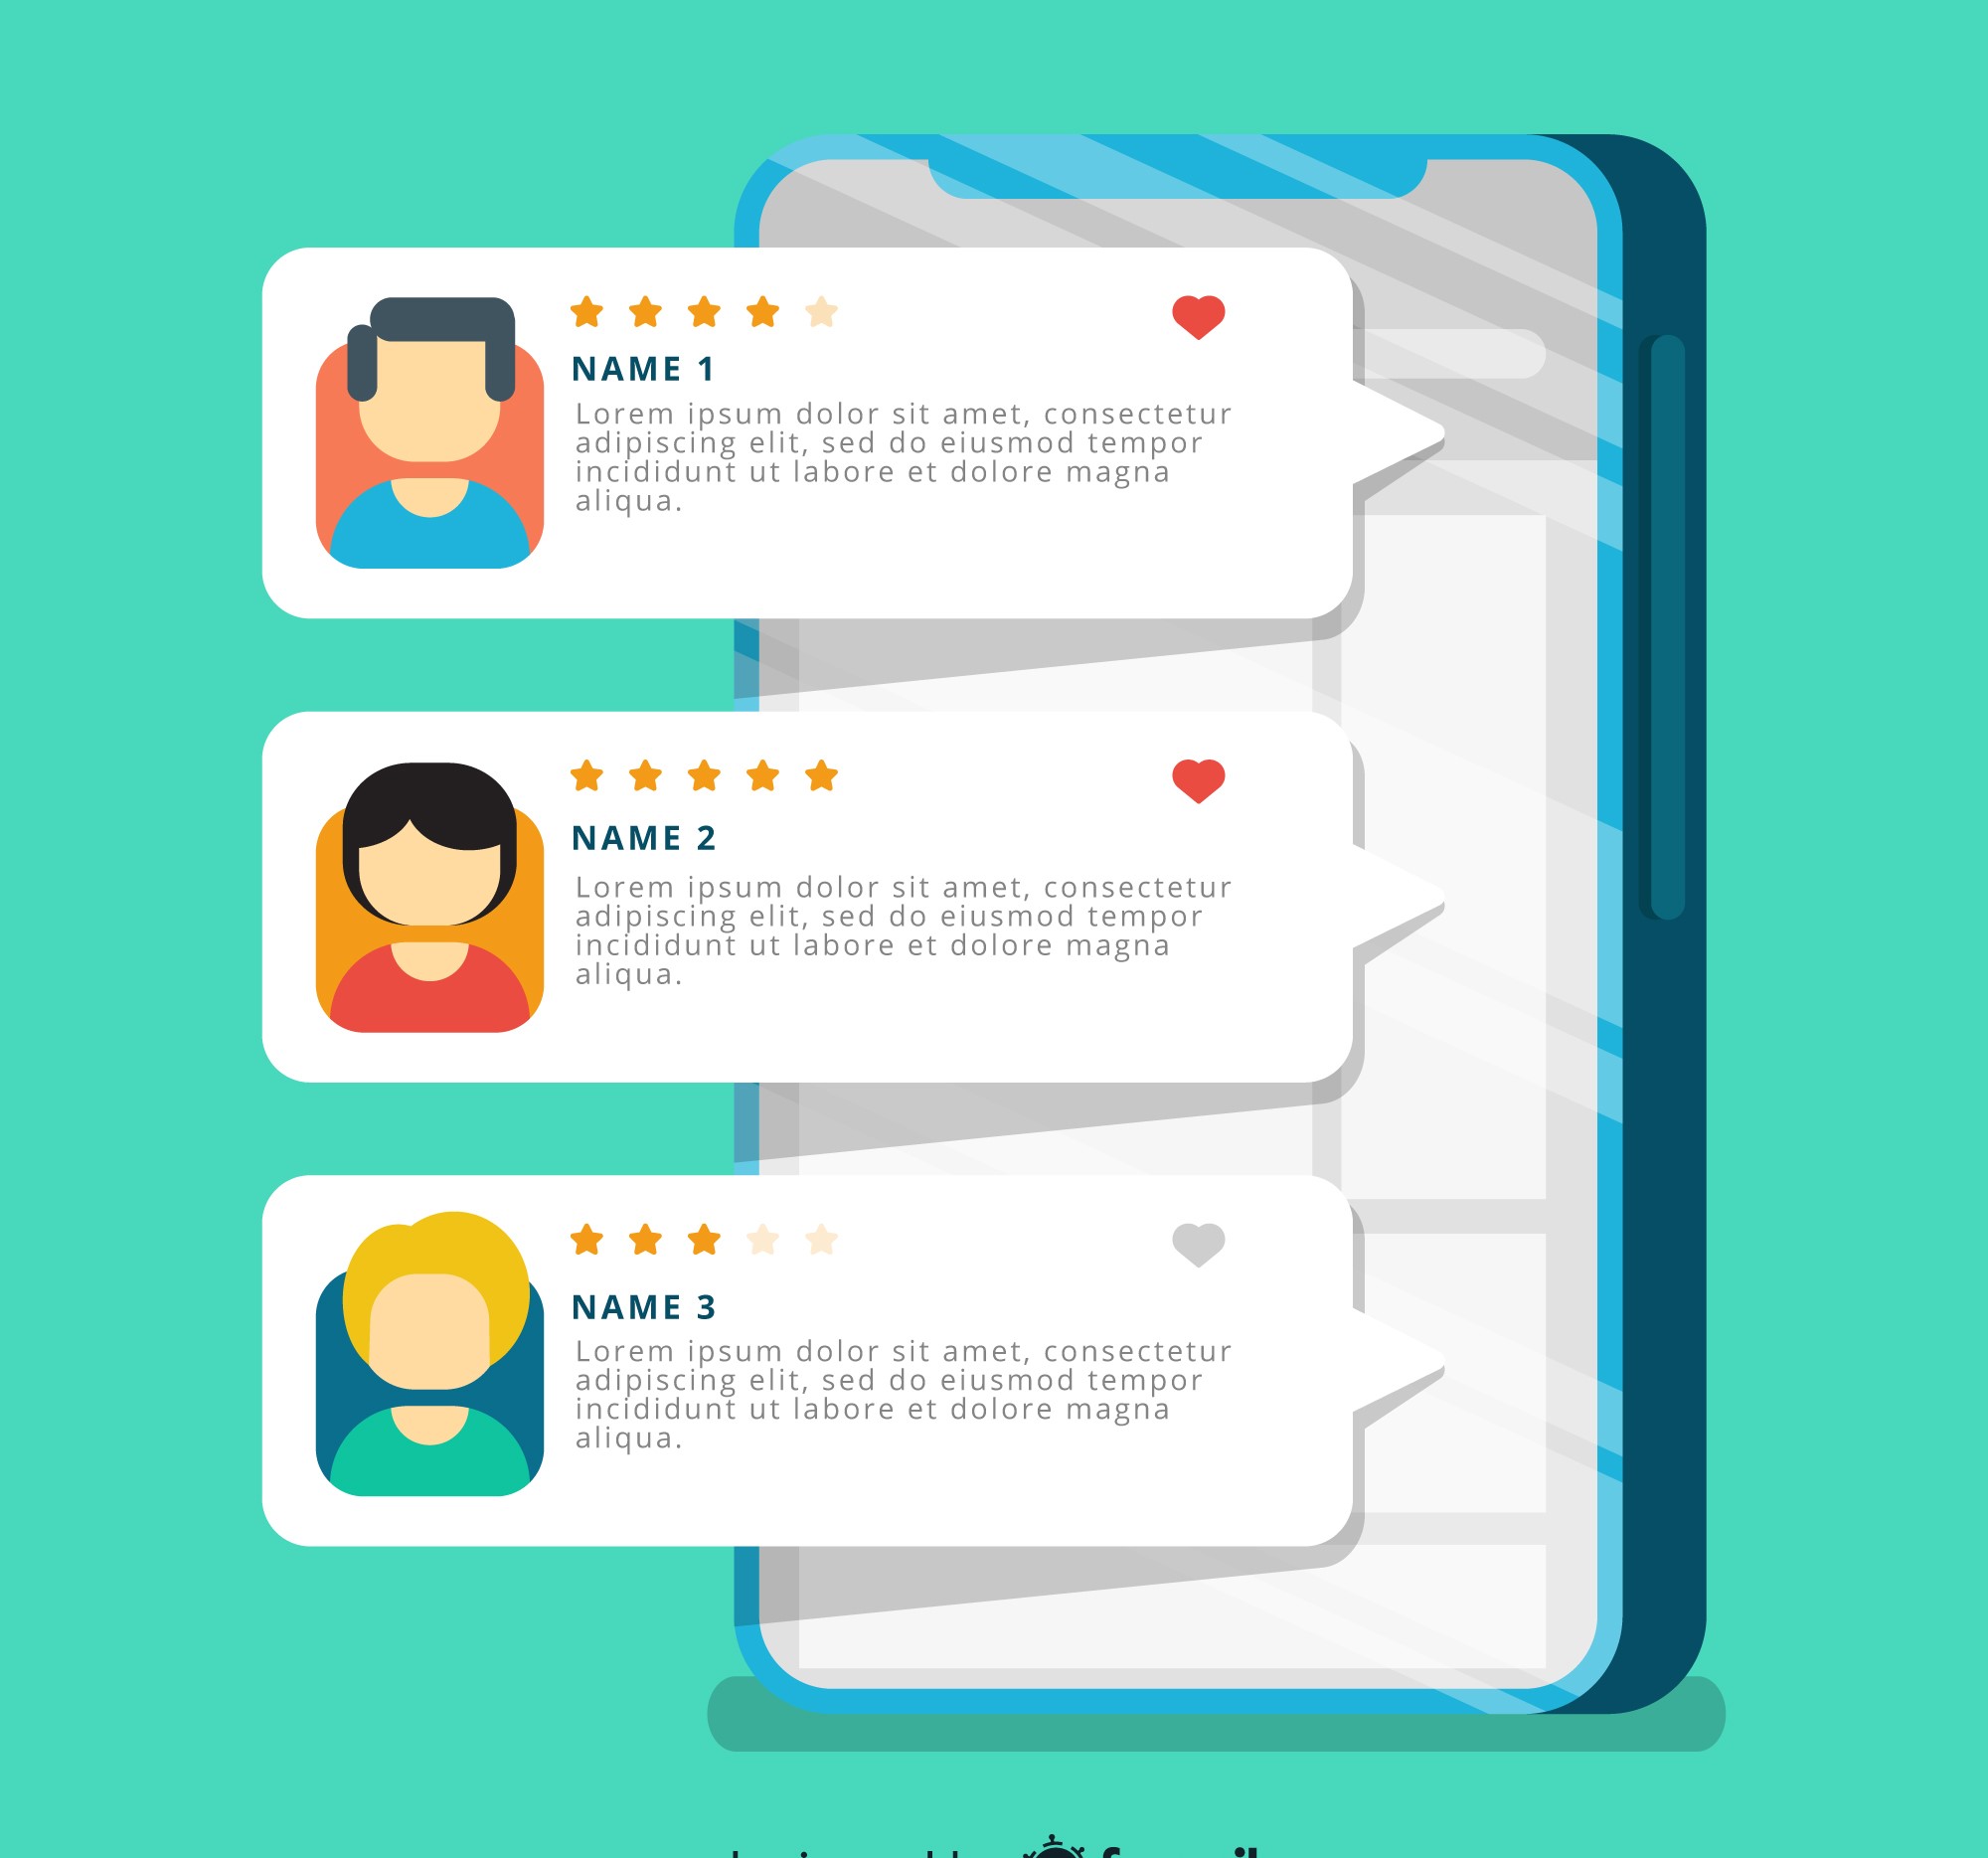 NAME 1
Lorem ipsum dolor sit amet, consectetur
adipiscing elit, sed do eiusmod tempor
incididunt ut labore et dolore magna
aliqua.
NAME 2
Lorem ipsum dolor sit amet, consectetur
adipiscing elit, sed do eiusmod tempor
incididunt ut labore et dolore magna
aliqua.
NAME 3
Lorem ipsum dolor sit amet, consectetur
adipiscing elit, sed do eiusmod tempor
incididunt ut labore et dolore magna
aliqua.